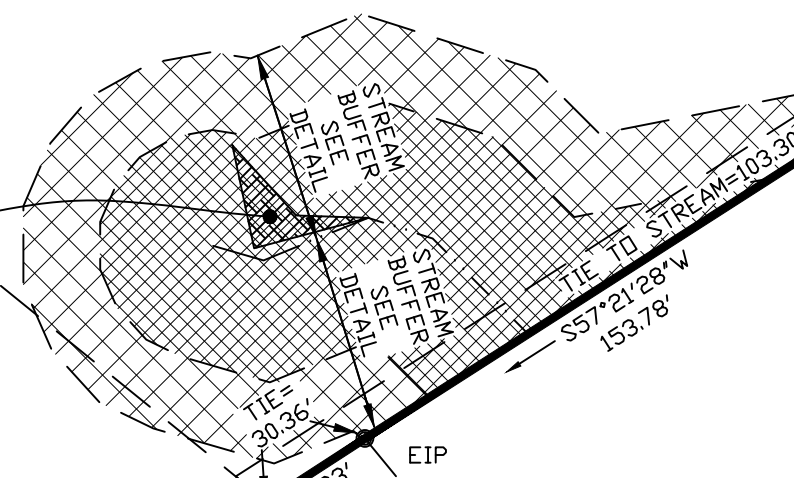 STREAM
BUFFER
SEE
DETAIL
STREAM
BUFFER
SEE
DETAIL
TIE TO STREAM=103.30
S57°21'28"W
153.78'
TIE=
30.36'
EIP